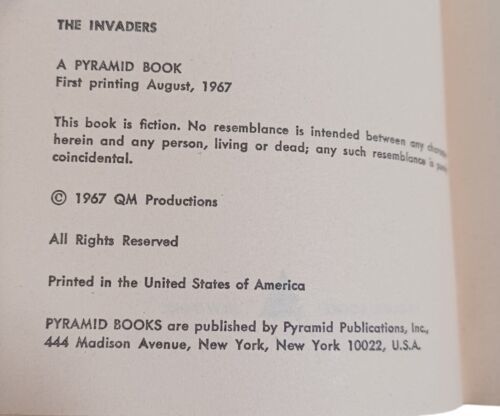 THE INVADERS
A PYRAMID BOOK
First printing August, 1967
This book is fiction. No resemblance is intended between any
herein and any person, living or dead; any such resemblance is
coincidental.
© 1967 QM Productions
All Rights Reserved
Printed in the United States of America
PYRAMID BOOKS are published by Pyramid Publications, Inc.,
444 Madison Avenue, New York, New York 10022, U.S.A.